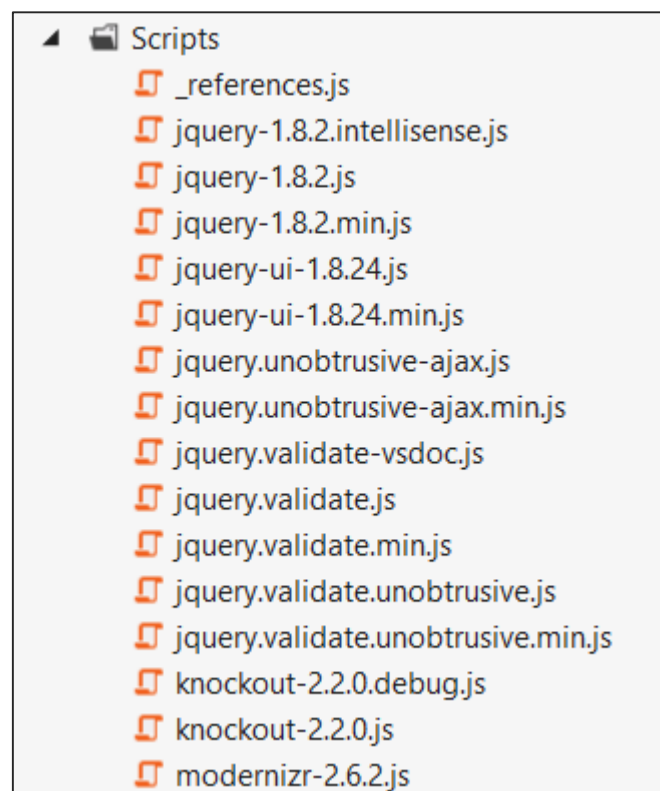 Scripts
_references.js
jquery-1.8.2.intellisense.js
jquery-1.8.2.js
jquery-1.8.2.min.js
jquery-ui-1.8.24.js
jquery-ui-1.8.24.min.js
jquery.unobtrusive-ajax.js
jquery.unobtrusive-ajax.min.js
jquery.validate-vsdoc.js
jquery.validate.js
jquery.validate.min.js
jquery.validate.unobtrusive.js
jquery.validate.unobtrusive.min.js
knockout-2.2.0.debug.js
knockout-2.2.0.js
modernizr-2.6.2.js